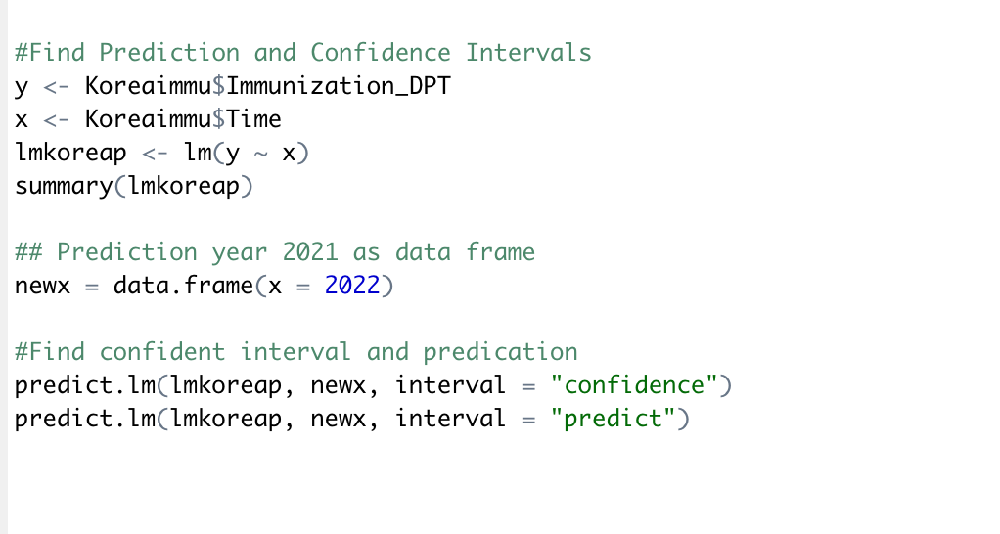 #Find Prediction and Confidence Intervals
y <- Koreaimmu$Immunization_DPT
x <- Koreaimmu$Time
lmkoreap <- lm(y ~ x)
summary(lmkoreap)
## Prediction year 2021 as data frame
newx = data.frame(x = 2022)
#Find confident interval and predication
predict.lm(lmkoreap, newx, interval = "confidence")
predict.lm(lmkoreap, newx, interval = "predict")